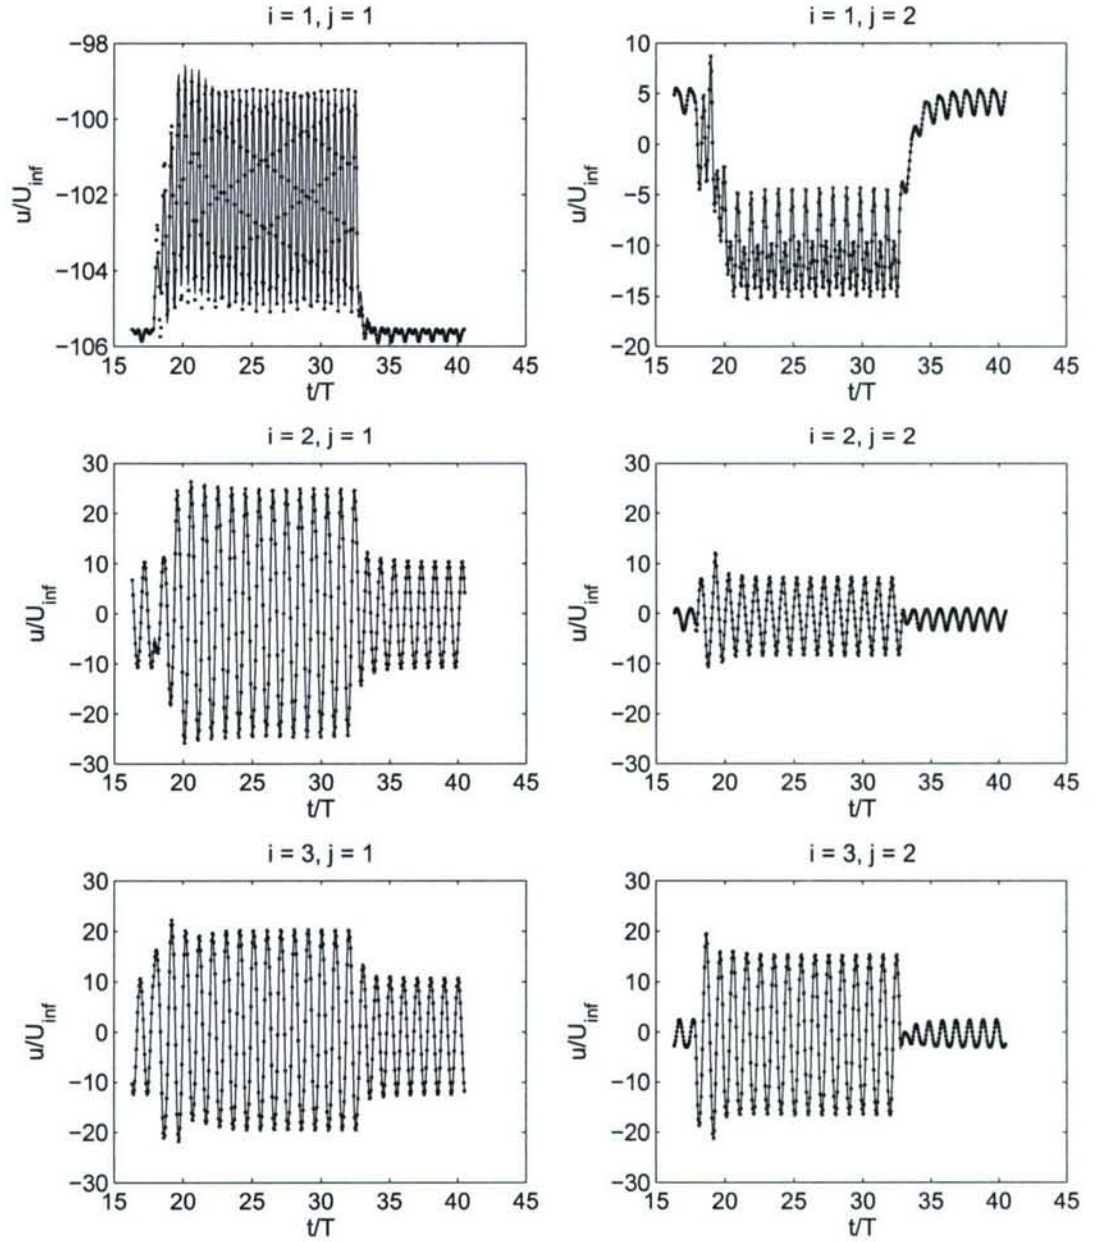 i = 1, j = 1
i = 1, j = 2
−98
−100
−102
−104
−106
u/U_inf
15 20 25 30 35 40 45
t/T
10
5
0
−5
−10
−15
−20
u/U_inf
15 20 25 30 35 40 45
t/T
i = 2, j = 1
i = 2, j = 2
30
20
10
0
−10
−20
−30
u/U_inf
15 20 25 30 35 40 45
t/T
30
20
10
0
−10
−20
−30
u/U_inf
15 20 25 30 35 40 45
t/T
i = 3, j = 1
i = 3, j = 2
30
20
10
0
−10
−20
−30
u/U_inf
15 20 25 30 35 40 45
t/T
30
20
10
0
−10
−20
−30
u/U_inf
15 20 25 30 35 40 45
t/T